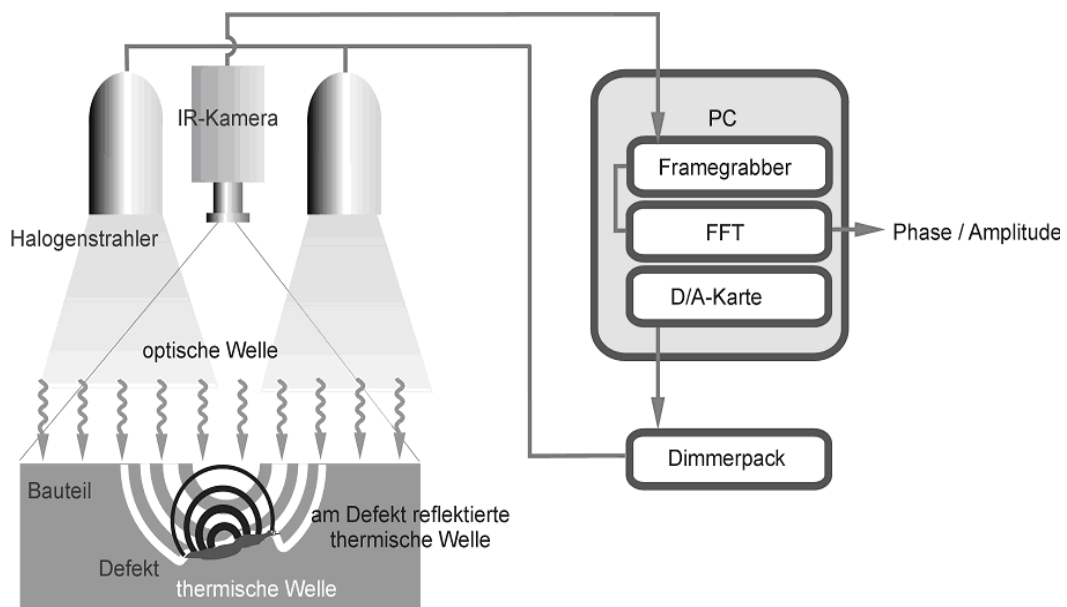 IR-Kamera
Halogenstrahler
optische Welle
Bauteil
am Defekt reflektierte
thermische Welle
Defekt
thermische Welle
PC
Framegrabber
FFT
Phase / Amplitude
D/A-Karte
Dimmerpack